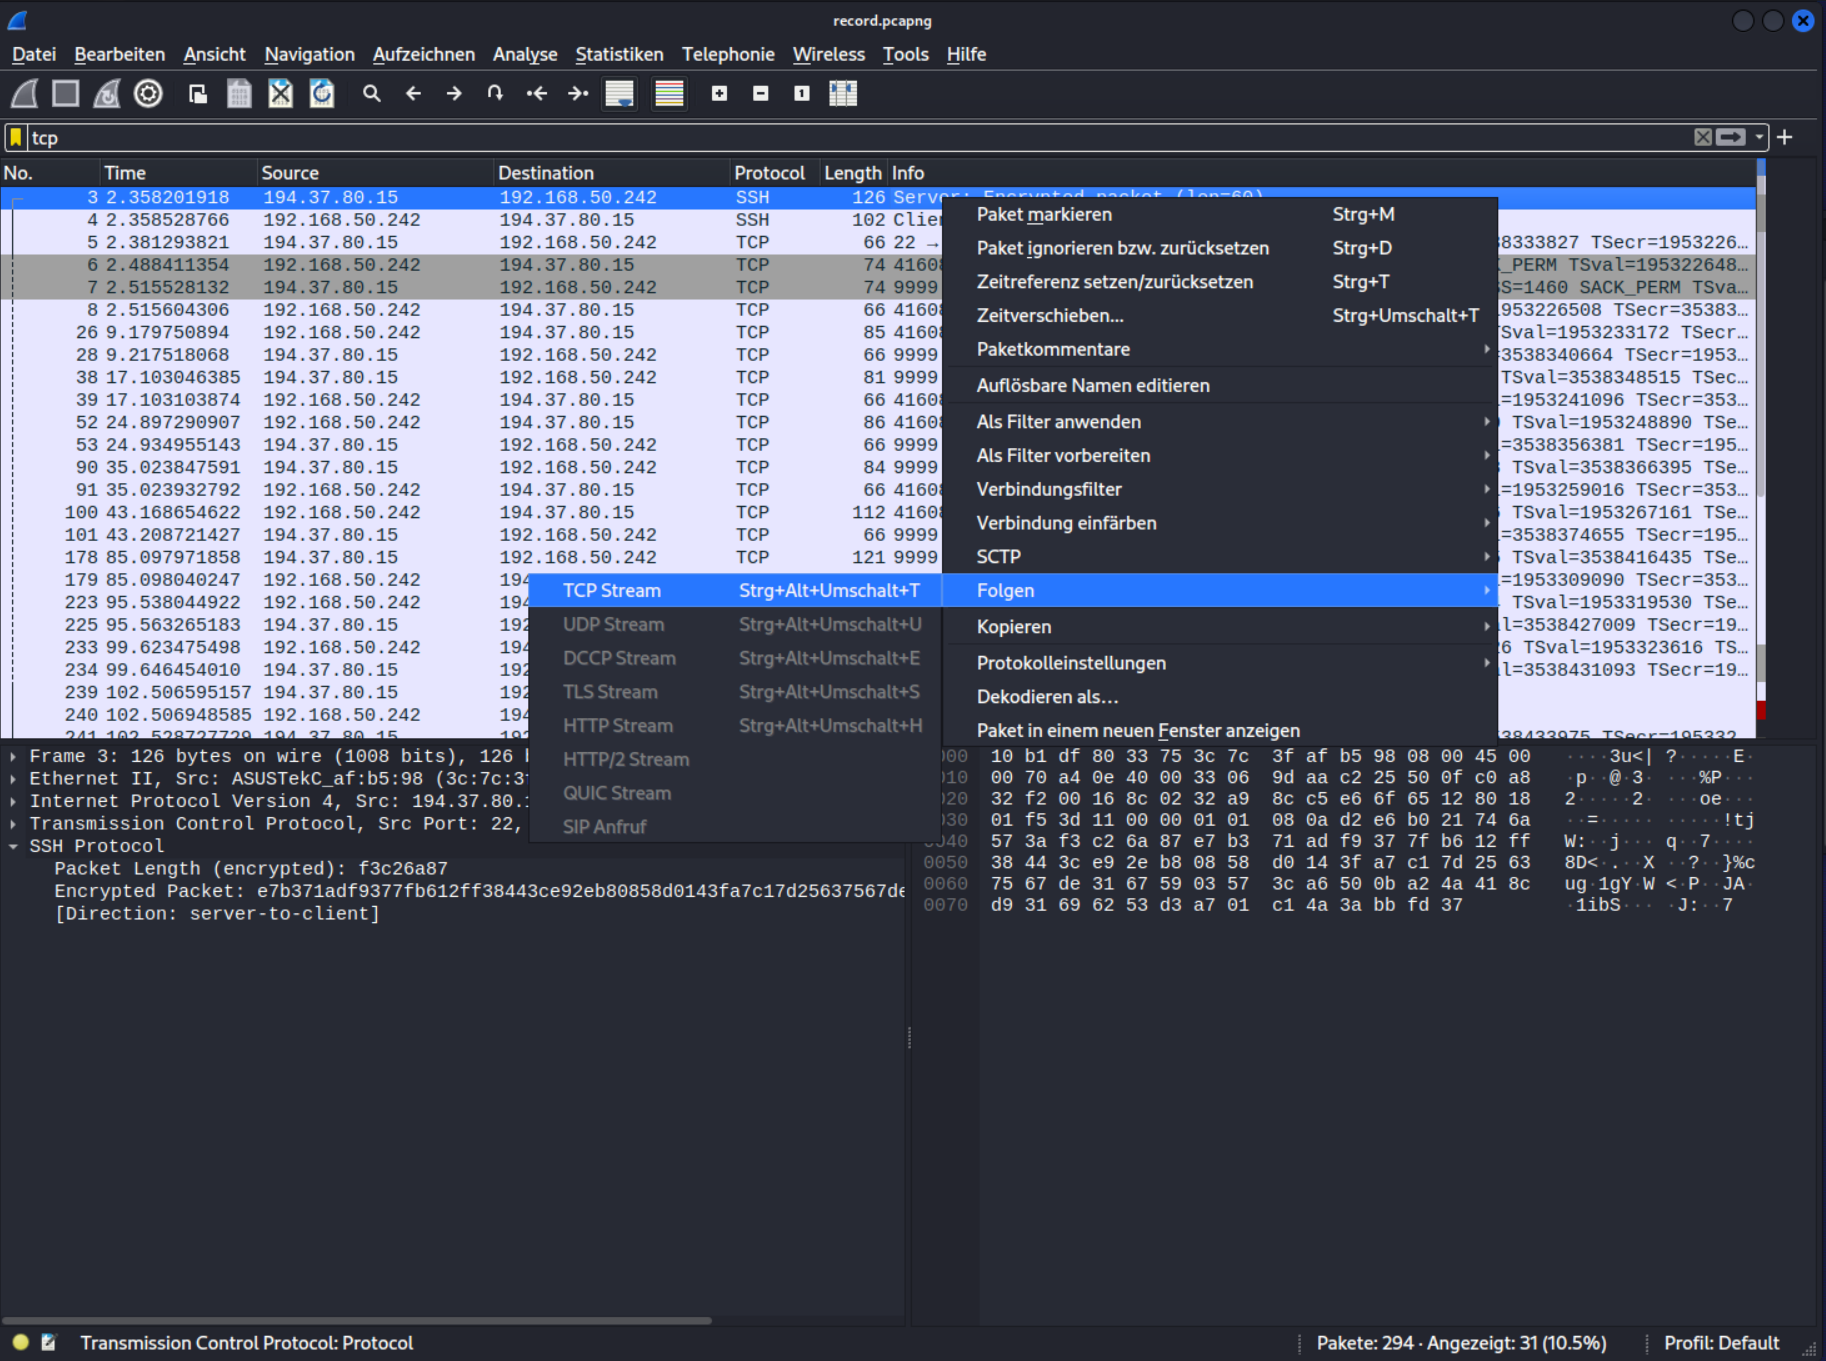 record.pcapng
Datei Bearbeiten Ansicht Navigation Aufzeichnen Analyse Statistiken Telephonie Wireless Tools Hilfe
tcp
No. Time Source Destination Protocol Length Info
3 2.358201918 194.37.80.15 192.168.50.242 SSH 126 Server: Encrypted packet (len=60)
4 2.358528766 192.168.50.242 194.37.80.15 SSH 102 Clie
5 2.381293821 194.37.80.15 192.168.50.242 TCP 66 22 → 38333827 TSecr=1953226…
6 2.488411354 192.168.50.242 194.37.80.15 TCP 74 4160 K_PERM TSval=195322648…
7 2.515528132 194.37.80.15 192.168.50.242 TCP 74 9999 SS=1460 SACK_PERM TSva…
8 2.515604306 192.168.50.242 194.37.80.15 TCP 66 4160 953226508 TSecr=35383…
26 9.179750894 192.168.50.242 194.37.80.15 TCP 85 4160 TSval=1953233172 TSecr…
28 9.217518068 194.37.80.15 192.168.50.242 TCP 66 9999 =3538340664 TSecr=1953…
38 17.103046385 194.37.80.15 192.168.50.242 TCP 81 9999 TSval=3538348515 TSec…
39 17.103103874 192.168.50.242 194.37.80.15 TCP 66 4160 =1953241096 TSecr=353…
52 24.897290907 192.168.50.242 194.37.80.15 TCP 86 4160 TSval=1953248890 TSe…
53 24.934955143 194.37.80.15 192.168.50.242 TCP 66 9999 =3538356381 TSecr=195…
90 35.023847591 194.37.80.15 192.168.50.242 TCP 84 9999 TSval=3538366395 TSe…
91 35.023932792 192.168.50.242 194.37.80.15 TCP 66 4160 =1953259016 TSecr=353…
100 43.168654622 192.168.50.242 194.37.80.15 TCP 112 4160 TSval=1953267161 TSe…
101 43.208721427 194.37.80.15 192.168.50.242 TCP 66 9999 =3538374655 TSecr=195…
178 85.097971858 194.37.80.15 192.168.50.242 TCP 121 9999 TSval=3538416435 TSe…
179 85.098040247 192.168.50.242 194 =1953309090 TSecr=353…
223 95.538044922 192.168.50.242 194 TSval=1953319530 TSe…
225 95.563265183 194.37.80.15 192 l=3538427009 TSecr=19…
233 99.623475498 192.168.50.242 194 TSval=1953323616 TS…
234 99.646454010 194.37.80.15 192 l=3538431093 TSecr=19…
239 102.506595157 194.37.80.15 192
240 102.506948585 192.168.50.242 194
241 102.528727729 194.37.80.15 192 38433975 TSecr=195332…
Paket markieren Strg+M
Paket ignorieren bzw. zurücksetzen Strg+D
Zeitreferenz setzen/zurücksetzen Strg+T
Zeitverschieben… Strg+Umschalt+T
Paketkommentare
Auflösbare Namen editieren
Als Filter anwenden
Als Filter vorbereiten
Verbindungsfilter
Verbindung einfärben
SCTP
Folgen
Kopieren
Protokolleinstellungen
Dekodieren als…
Paket in einem neuen Fenster anzeigen
TCP Stream Strg+Alt+Umschalt+T
UDP Stream Strg+Alt+Umschalt+U
DCCP Stream Strg+Alt+Umschalt+E
TLS Stream Strg+Alt+Umschalt+S
HTTP Stream Strg+Alt+Umschalt+H
HTTP/2 Stream
QUIC Stream
SIP Anfruf
Frame 3: 126 bytes on wire (1008 bits), 126 b
Ethernet II, Src: ASUSTekC_af:b5:98 (3c:7c:3f
Internet Protocol Version 4, Src: 194.37.80.1
Transmission Control Protocol, Src Port: 22,
SSH Protocol
Packet Length (encrypted): f3c26a87
Encrypted Packet: e7b371adf9377fb612ff38443ce92eb80858d0143fa7c17d25637567de
[Direction: server-to-client]
000 10 b1 df 80 33 75 3c 7c 3f af b5 98 08 00 45 00 ····3u<| ?·····E·
010 00 70 a4 0e 40 00 33 06 9d aa c2 25 50 0f c0 a8 ·p··@·3· ···%P···
020 32 f2 00 16 8c 02 32 a9 8c c5 e6 6f 65 12 80 18 2·····2· ···oe···
030 01 f5 3d 11 00 00 01 01 08 0a d2 e6 b0 21 74 6a ··=····· ·····!tj
0040 57 3a f3 c2 6a 87 e7 b3 71 ad f9 37 7f b6 12 ff W:··j··· q··7····
0050 38 44 3c e9 2e b8 08 58 d0 14 3f a7 c1 7d 25 63 8D<·.··X ··?··}%c
0060 75 67 de 31 67 59 03 57 3c a6 50 0b a2 4a 41 8c ug·1gY·W <·P··JA·
0070 d9 31 69 62 53 d3 a7 01 c1 4a 3a bb fd 37 ·1ibS··· ·J:··7
Transmission Control Protocol: Protocol
Pakete: 294 · Angezeigt: 31 (10.5%)
Profil: Default